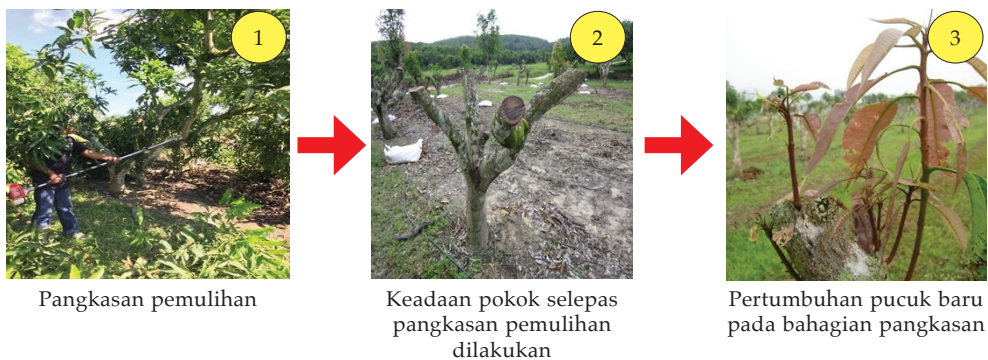 1
2
3
Pangkasan pemulihan
Keadaan pokok selepas
pangkasan pemulihan
dilakukan
Pertumbuhan pucuk baru
pada bahagian pangkasan